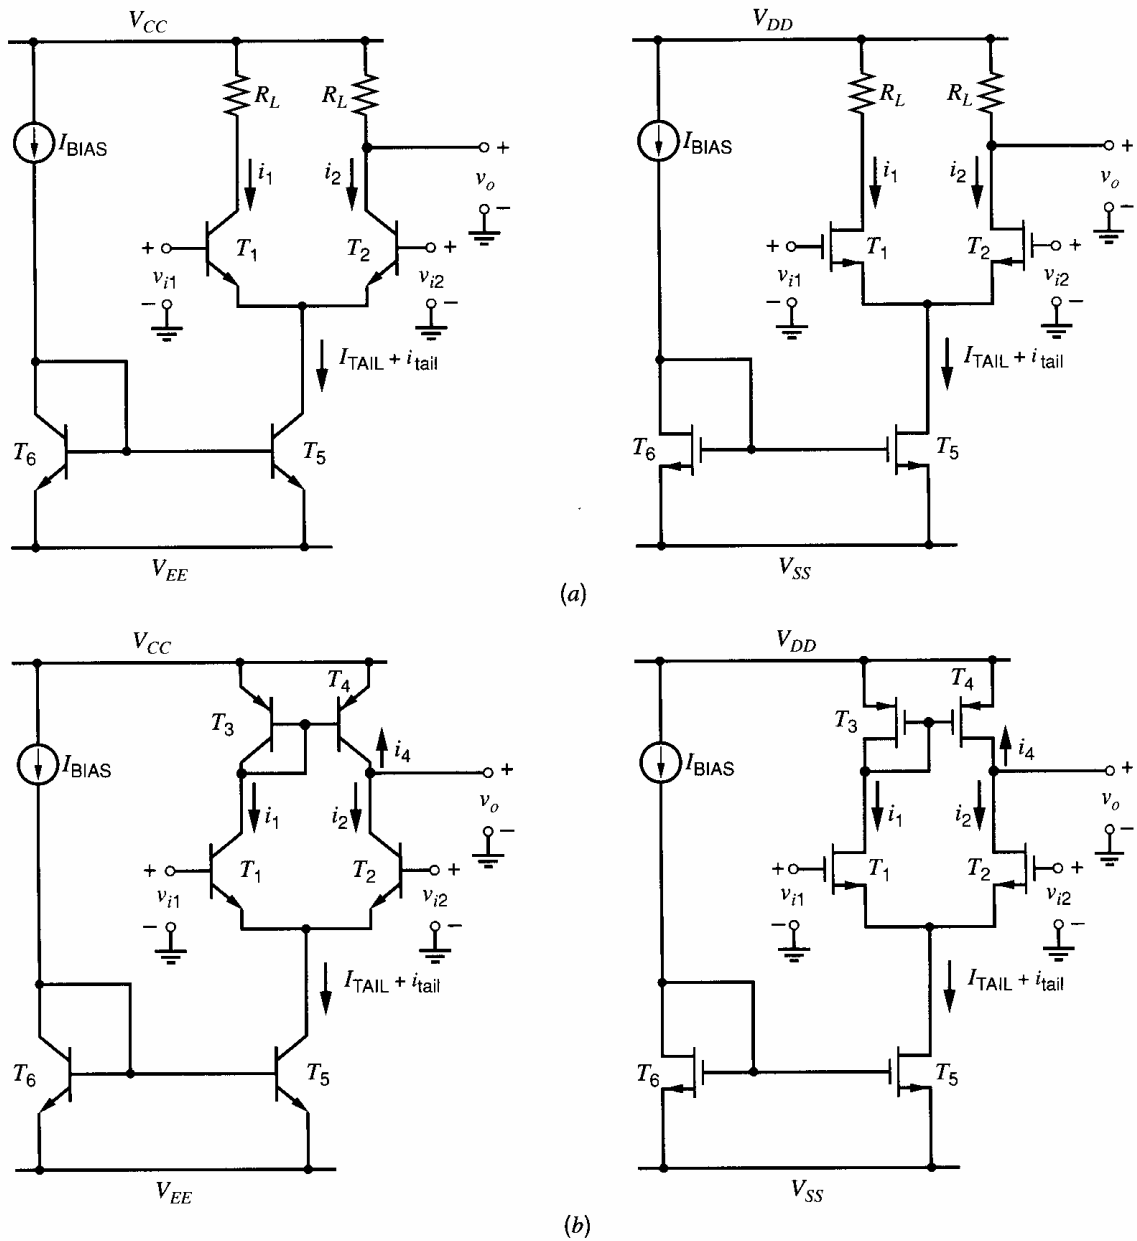 V_CC
R_L R_L
I_BIAS
i_1 i_2
+
v_o
−
+ T_1 T_2 +
v_i1 v_i2
− −
I_TAIL + i_tail
T_6 T_5
V_EE
V_DD
R_L R_L
I_BIAS
i_1 i_2
+
v_o
−
+ T_1 T_2 +
v_i1 v_i2
− −
I_TAIL + i_tail
T_6 T_5
V_SS
(a)
V_CC
T_3 T_4
I_BIAS
i_4
+
i_1 i_2
v_o
−
+ T_1 T_2 +
v_i1 v_i2
− −
I_TAIL + i_tail
T_6 T_5
V_EE
V_DD
T_3 T_4
I_BIAS
i_4
+
i_1 i_2
v_o
−
+ T_1 T_2 +
v_i1 v_i2
− −
I_TAIL + i_tail
T_6 T_5
V_SS
(b)